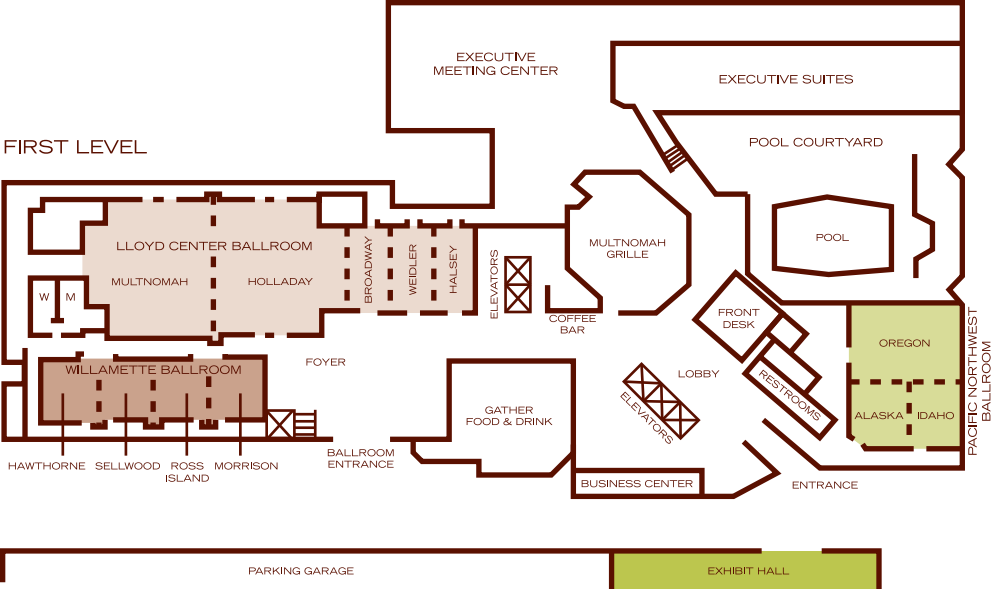 EXECUTIVE
MEETING CENTER
EXECUTIVE SUITES
FIRST LEVEL
POOL COURTYARD
LLOYD CENTER BALLROOM
MULTNOMAH
HOLLADAY
BROADWAY
WEIDLER
HALSEY
ELEVATORS
MULTNOMAH
GRILLE
POOL
W
M
COFFEE
BAR
FRONT
DESK
OREGON
PACIFIC NORTHWEST
BALLROOM
FOYER
LOBBY
WILLAMETTE BALLROOM
RESTROOMS
ELEVATORS
GATHER
FOOD & DRINK
ALASKA
IDAHO
HAWTHORNE
SELLWOOD
ROSS
ISLAND
MORRISON
BALLROOM
ENTRANCE
BUSINESS CENTER
ENTRANCE
PARKING GARAGE
EXHIBIT HALL